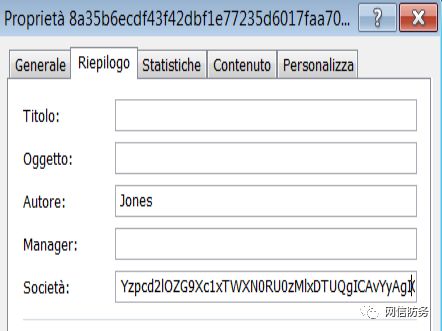 Proprietà 8a35b6ecdf43f42dbf1e77235d6017faa70...
Generale Riepilogo Statistiche Contenuto Personalizza
Titolo:
Oggetto:
Autore: Jones
Manager:
Società: Yzpcd2lOZG9Xc1xTWXN0RU0zMlxDTUQgICAvYyAgI
网信防务